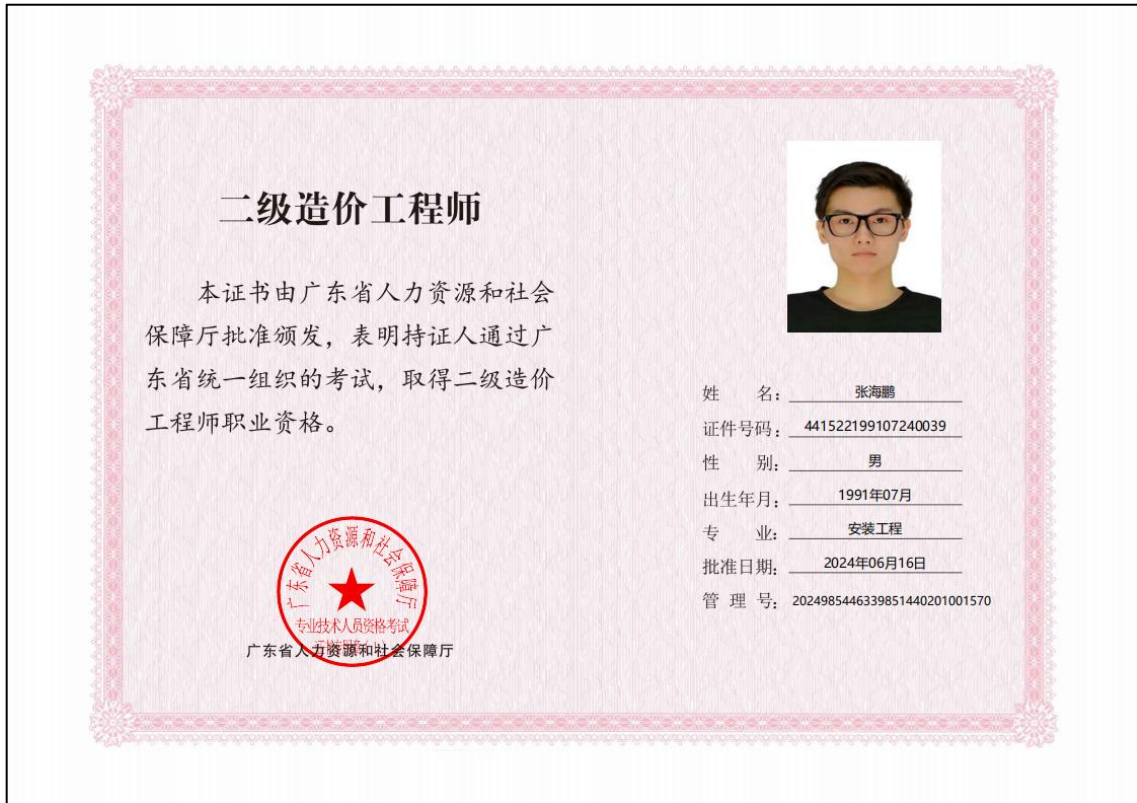 二级造价工程师
本证书由广东省人力资源和社会
保障厅批准颁发，表明持证人通过广
东省统一组织的考试，取得二级造价
工程师职业资格。
广东省人力资源和社会保障厅
专业技术人员资格考试
广东省人力资源和社会保障厅
姓 名：张海鹏
证件号码：441522199107240039
性 别：男
出生年月：1991年07月
专 业：安装工程
批准日期：2024年06月16日
管 理 号：20249854463398514402010015​70